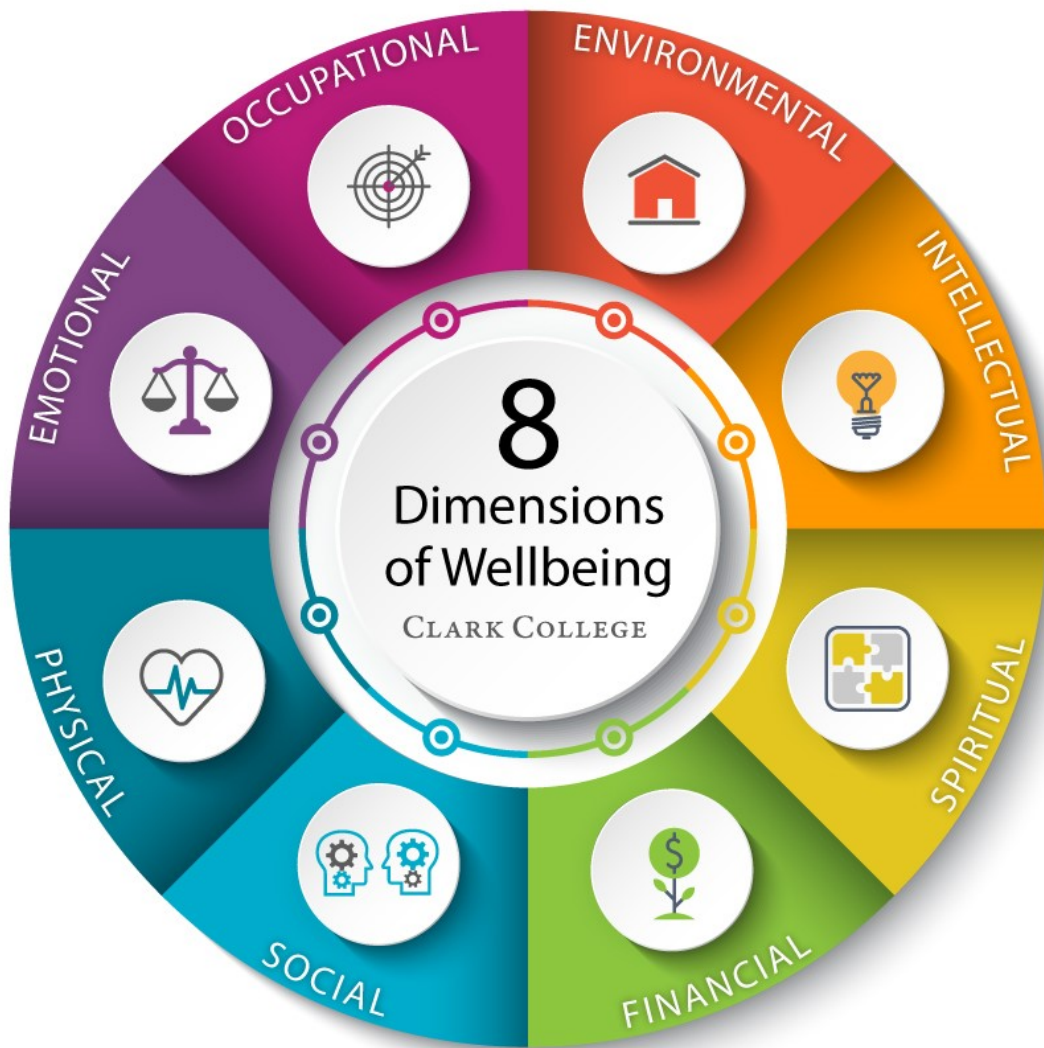 OCCUPATIONAL
ENVIRONMENTAL
INTELLECTUAL
SPIRITUAL
FINANCIAL
SOCIAL
PHYSICAL
EMOTIONAL
8
Dimensions
of Wellbeing
CLARK COLLEGE
$